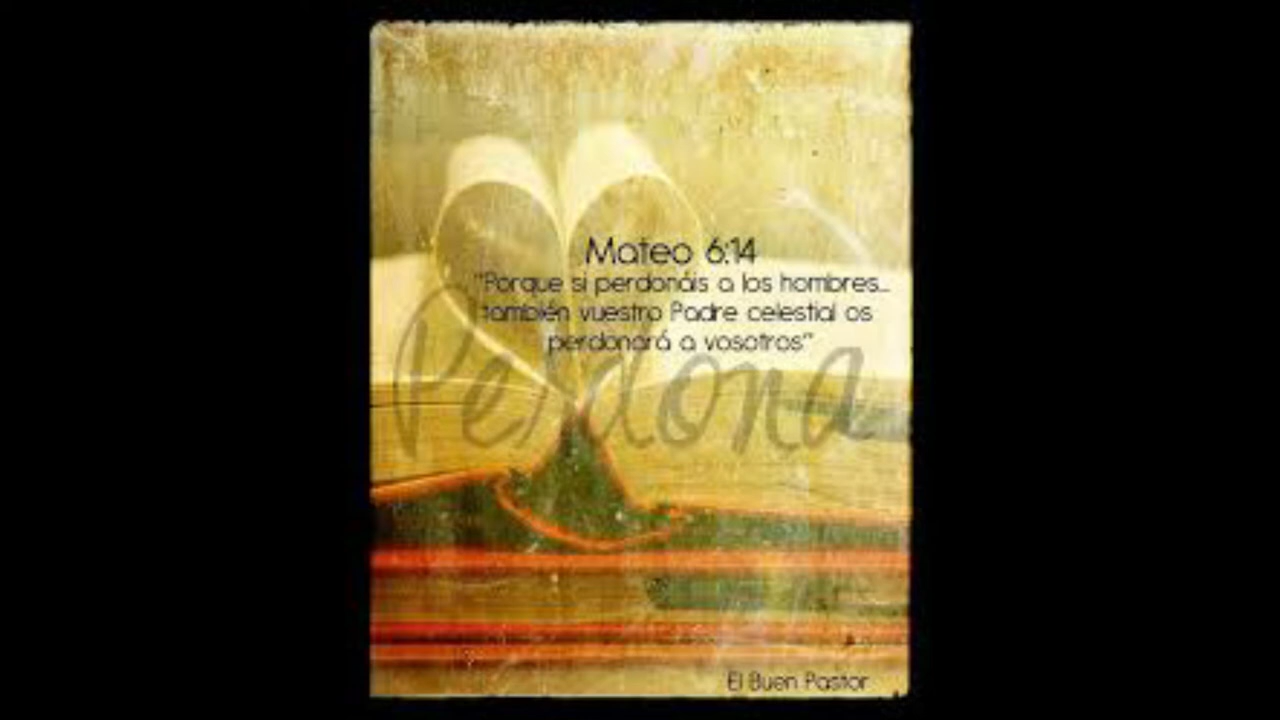 Mateo 6:14
"Porque si perdonáis a los hombres...
también vuestro Padre celestial os
perdonará a vosotros"
Perdona
El Buen Pastor